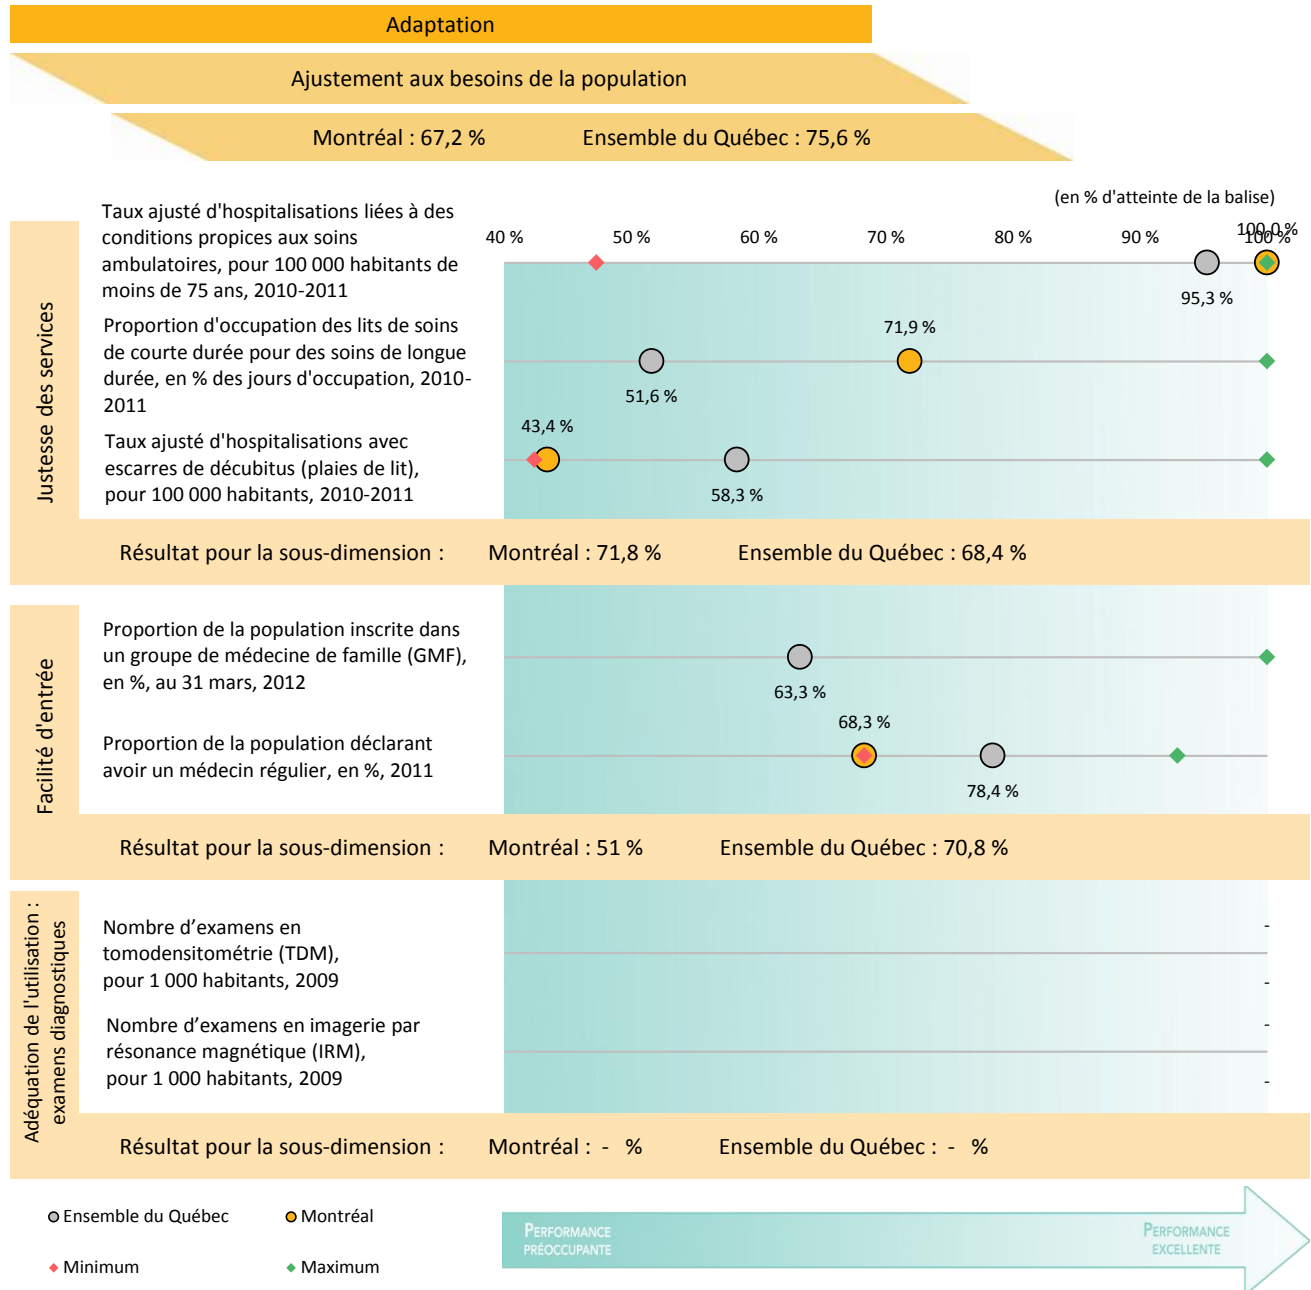 Adaptation
Ajustement aux besoins de la population
Montréal : 67,2 % Ensemble du Québec : 75,6 %
(en % d'atteinte de la balise)
40 % 50 % 60 % 70 % 80 % 90 % 100%
Justesse des services
Taux ajusté d'hospitalisations liées à des
conditions propices aux soins
ambulatoires, pour 100 000 habitants de
moins de 75 ans, 2010-2011
100,0 %
95,3 %
Proportion d'occupation des lits de soins
de courte durée pour des soins de longue
durée, en % des jours d'occupation, 2010-
2011
71,9 %
51,6 %
Taux ajusté d'hospitalisations avec
escarres de décubitus (plaies de lit),
pour 100 000 habitants, 2010-2011
43,4 %
58,3 %
Résultat pour la sous-dimension : Montréal : 71,8 % Ensemble du Québec : 68,4 %
Facilité d'entrée
Proportion de la population inscrite dans
un groupe de médecine de famille (GMF),
en %, au 31 mars, 2012
63,3 %
Proportion de la population déclarant
avoir un médecin régulier, en %, 2011
68,3 %
78,4 %
Résultat pour la sous-dimension : Montréal : 51 % Ensemble du Québec : 70,8 %
Adéquation de l'utilisation :
examens diagnostiques
Nombre d’examens en
tomodensitométrie (TDM),
pour 1 000 habitants, 2009
-
-
Nombre d’examens en imagerie par
résonance magnétique (IRM),
pour 1 000 habitants, 2009
-
-
Résultat pour la sous-dimension : Montréal : - % Ensemble du Québec : - %
Ensemble du Québec Montréal
Minimum Maximum
PERFORMANCE
PRÉOCCUPANTE
PERFORMANCE
EXCELLENTE